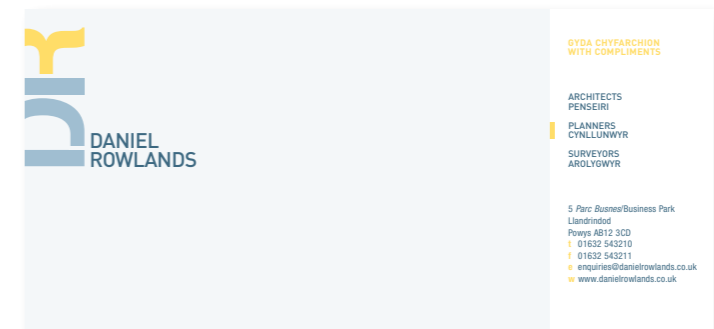 Dr
DANIEL
ROWLANDS
GYDA CHYFARCHION
WITH COMPLIMENTS
ARCHITECTS
PENSEIRI
PLANNERS
CYNLLUNWYR
SURVEYORS
AROLYGWYR
5 Parc Busnes/Business Park
Llandrindod
Powys AB12 3CD
t 01632 543210
f 01632 543211
e enquiries@danielrowlands.co.uk
w www.danielrowlands.co.uk